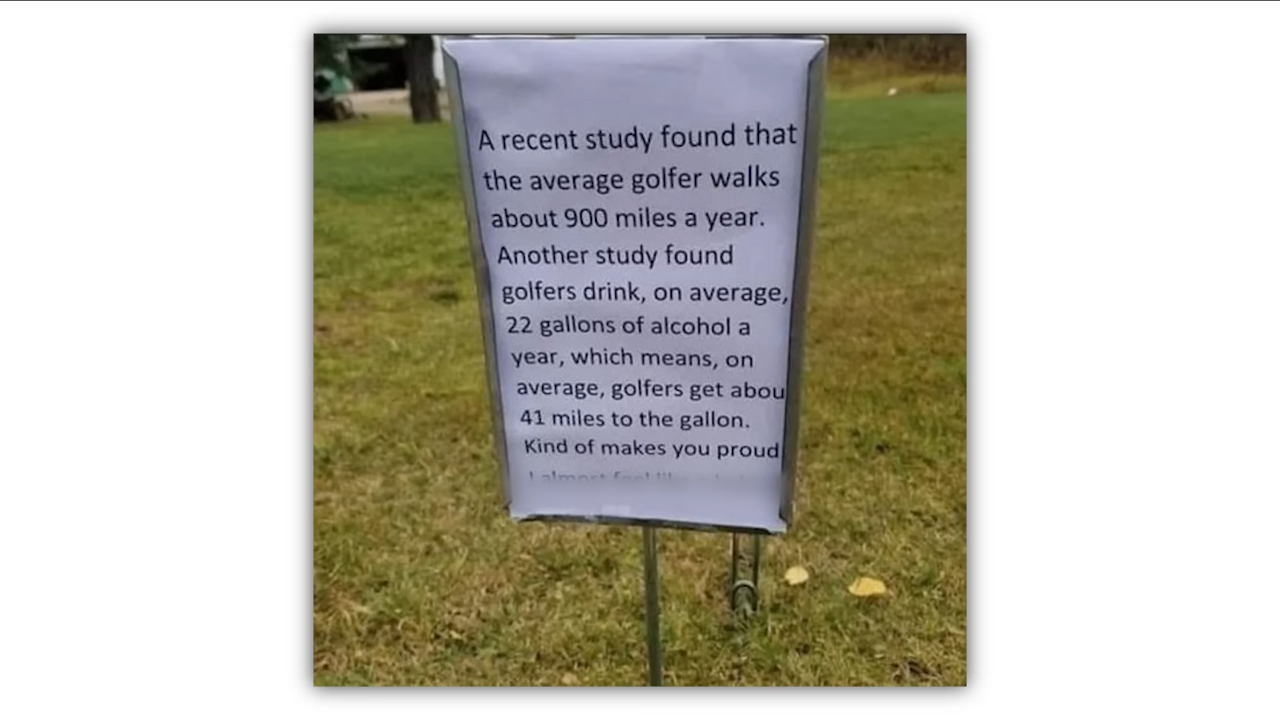 A recent study found that
the average golfer walks
about 900 miles a year.
Another study found
golfers drink, on average,
22 gallons of alcohol a
year, which means, on
average, golfers get abou
41 miles to the gallon.
Kind of makes you proud
I almost feel